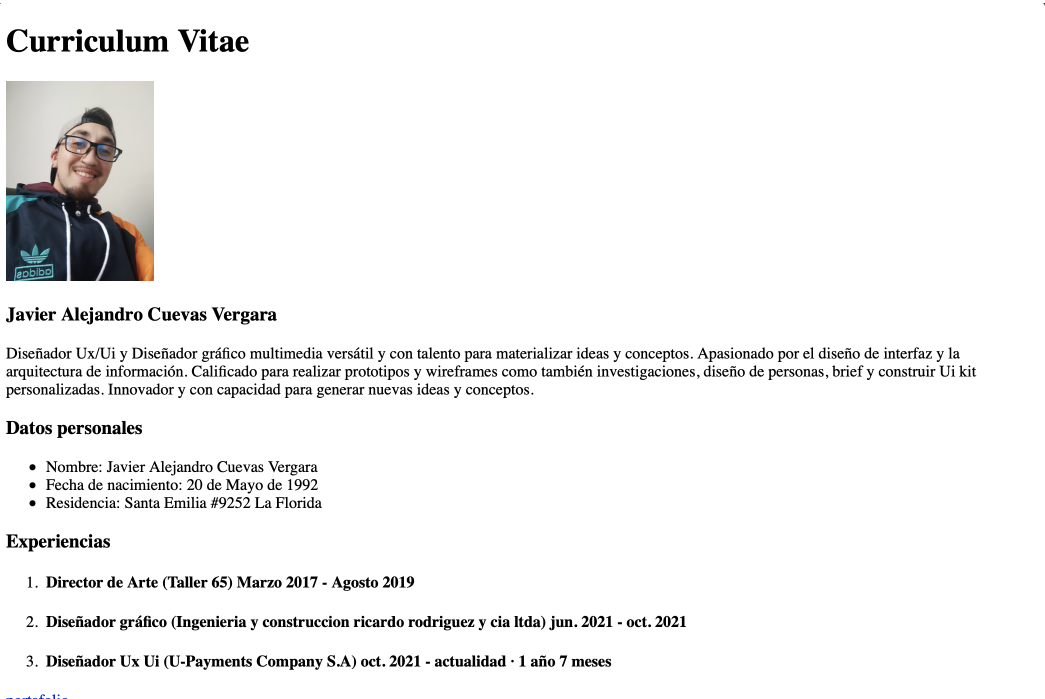 Curriculum Vitae
adidas
Javier Alejandro Cuevas Vergara
Diseñador Ux/Ui y Diseñador gráfico multimedia versátil y con talento para materializar ideas y conceptos. Apasionado por el diseño de interfaz y la
arquitectura de información. Calificado para realizar prototipos y wireframes como también investigaciones, diseño de personas, brief y construir Ui kit
personalizadas. Innovador y con capacidad para generar nuevas ideas y conceptos.
Datos personales
• Nombre: Javier Alejandro Cuevas Vergara
• Fecha de nacimiento: 20 de Mayo de 1992
• Residencia: Santa Emilia #9252 La Florida
Experiencias
1. Director de Arte (Taller 65) Marzo 2017 - Agosto 2019
2. Diseñador gráfico (Ingenieria y construccion ricardo rodriguez y cia ltda) jun. 2021 - oct. 2021
3. Diseñador Ux Ui (U-Payments Company S.A) oct. 2021 - actualidad · 1 año 7 meses